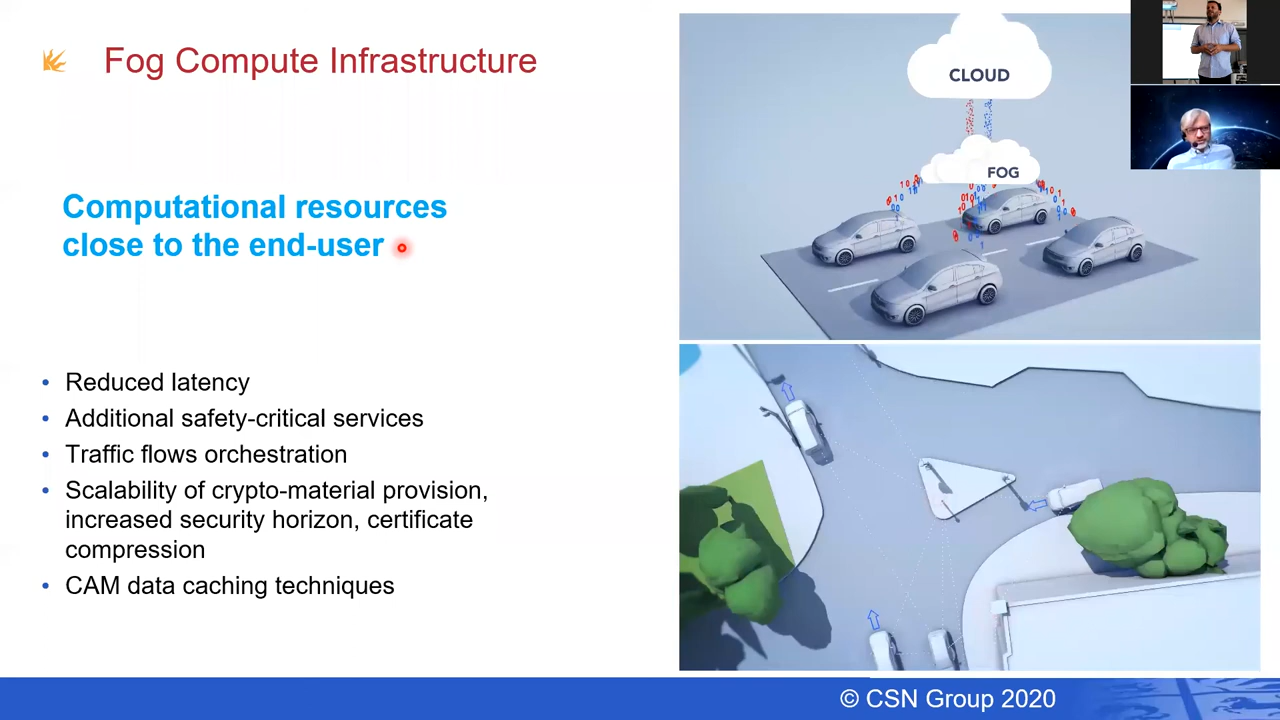 Fog Compute Infrastructure
Computational resources
close to the end-user
• Reduced latency
• Additional safety-critical services
• Traffic flows orchestration
• Scalability of crypto-material provision,
increased security horizon, certificate
compression
• CAM data caching techniques
CLOUD
FOG
© CSN Group 2020